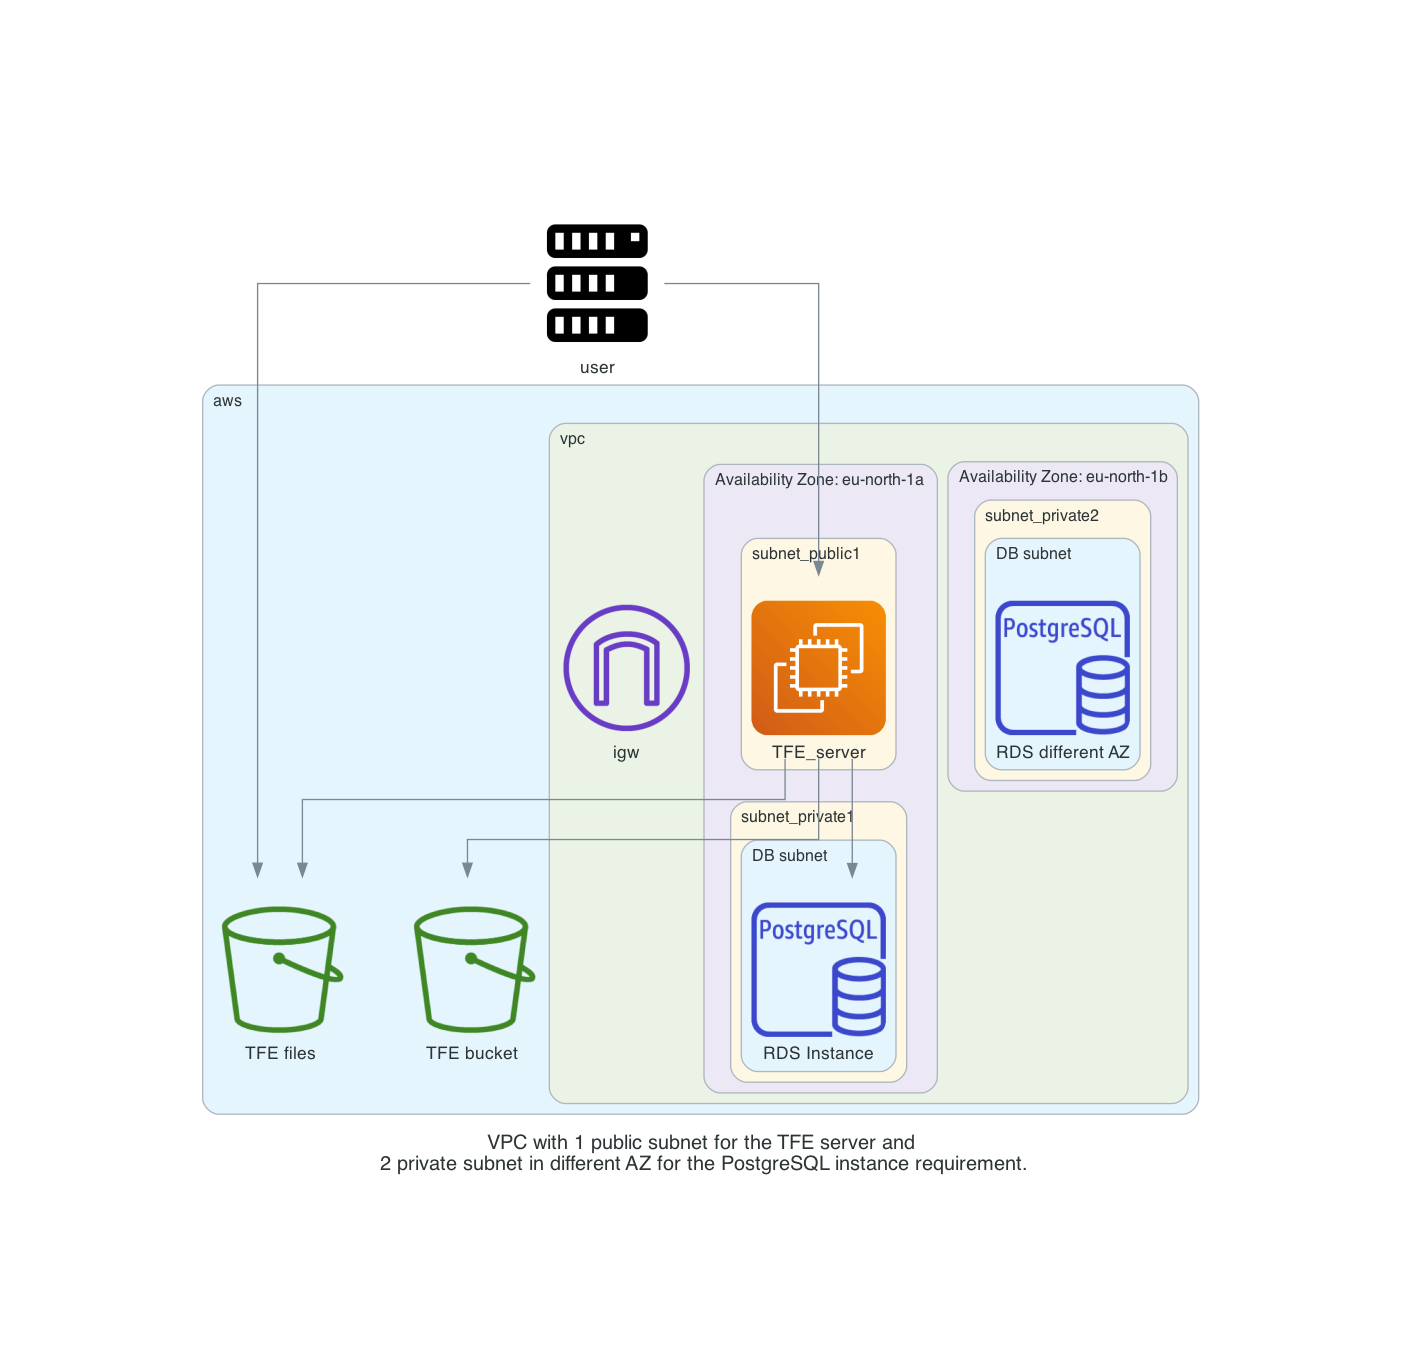 user
aws
vpc
Availability Zone: eu-north-1a
Availability Zone: eu-north-1b
subnet_private2
subnet_public1
DB subnet
PostgreSQL
igw
TFE_server
RDS different AZ
subnet_private1
DB subnet
PostgreSQL
TFE files
TFE bucket
RDS Instance
VPC with 1 public subnet for the TFE server and
2 private subnet in different AZ for the PostgreSQL instance requirement.